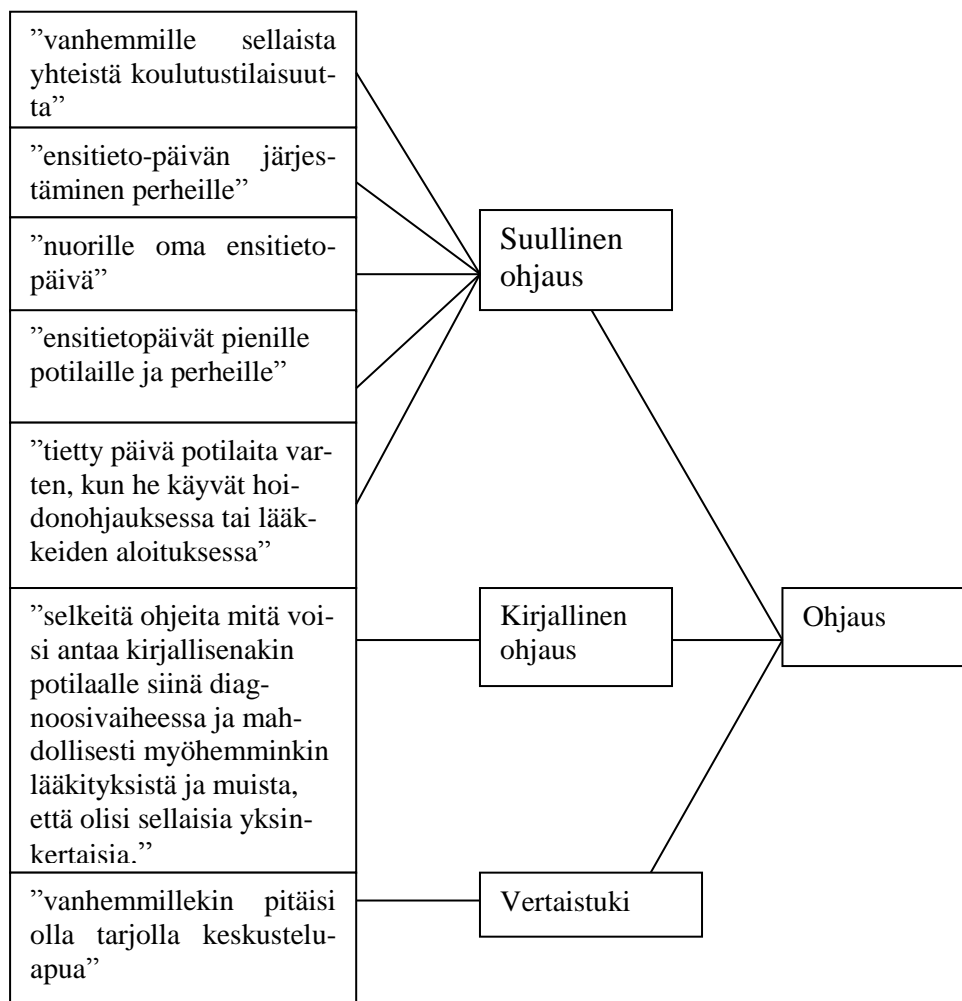 ”vanhemmille sellaista
yhteistä koulutustilaisuut-
ta”
”ensitieto-päivän järjes-
täminen perheille”
”nuorille oma ensitieto-
päivä”
”ensitietopäivät pienille
potilaille ja perheille”
”tietty päivä potilaita var-
ten, kun he käyvät hoi-
donohjauksessa tai lääk-
keiden aloituksessa”
”selkeitä ohjeita mitä voi-
si antaa kirjallisenakin
potilaalle siinä diag-
noosivaiheessa ja mah-
dollisesti myöhemminkin
lääkityksistä ja muista,
että olisi sellaisia yksin-
kertaisia.”
”vanhemmillekin pitäisi
olla tarjolla keskustelu-
apua”
Suullinen
ohjaus
Kirjallinen
ohjaus
Vertaistuki
Ohjaus